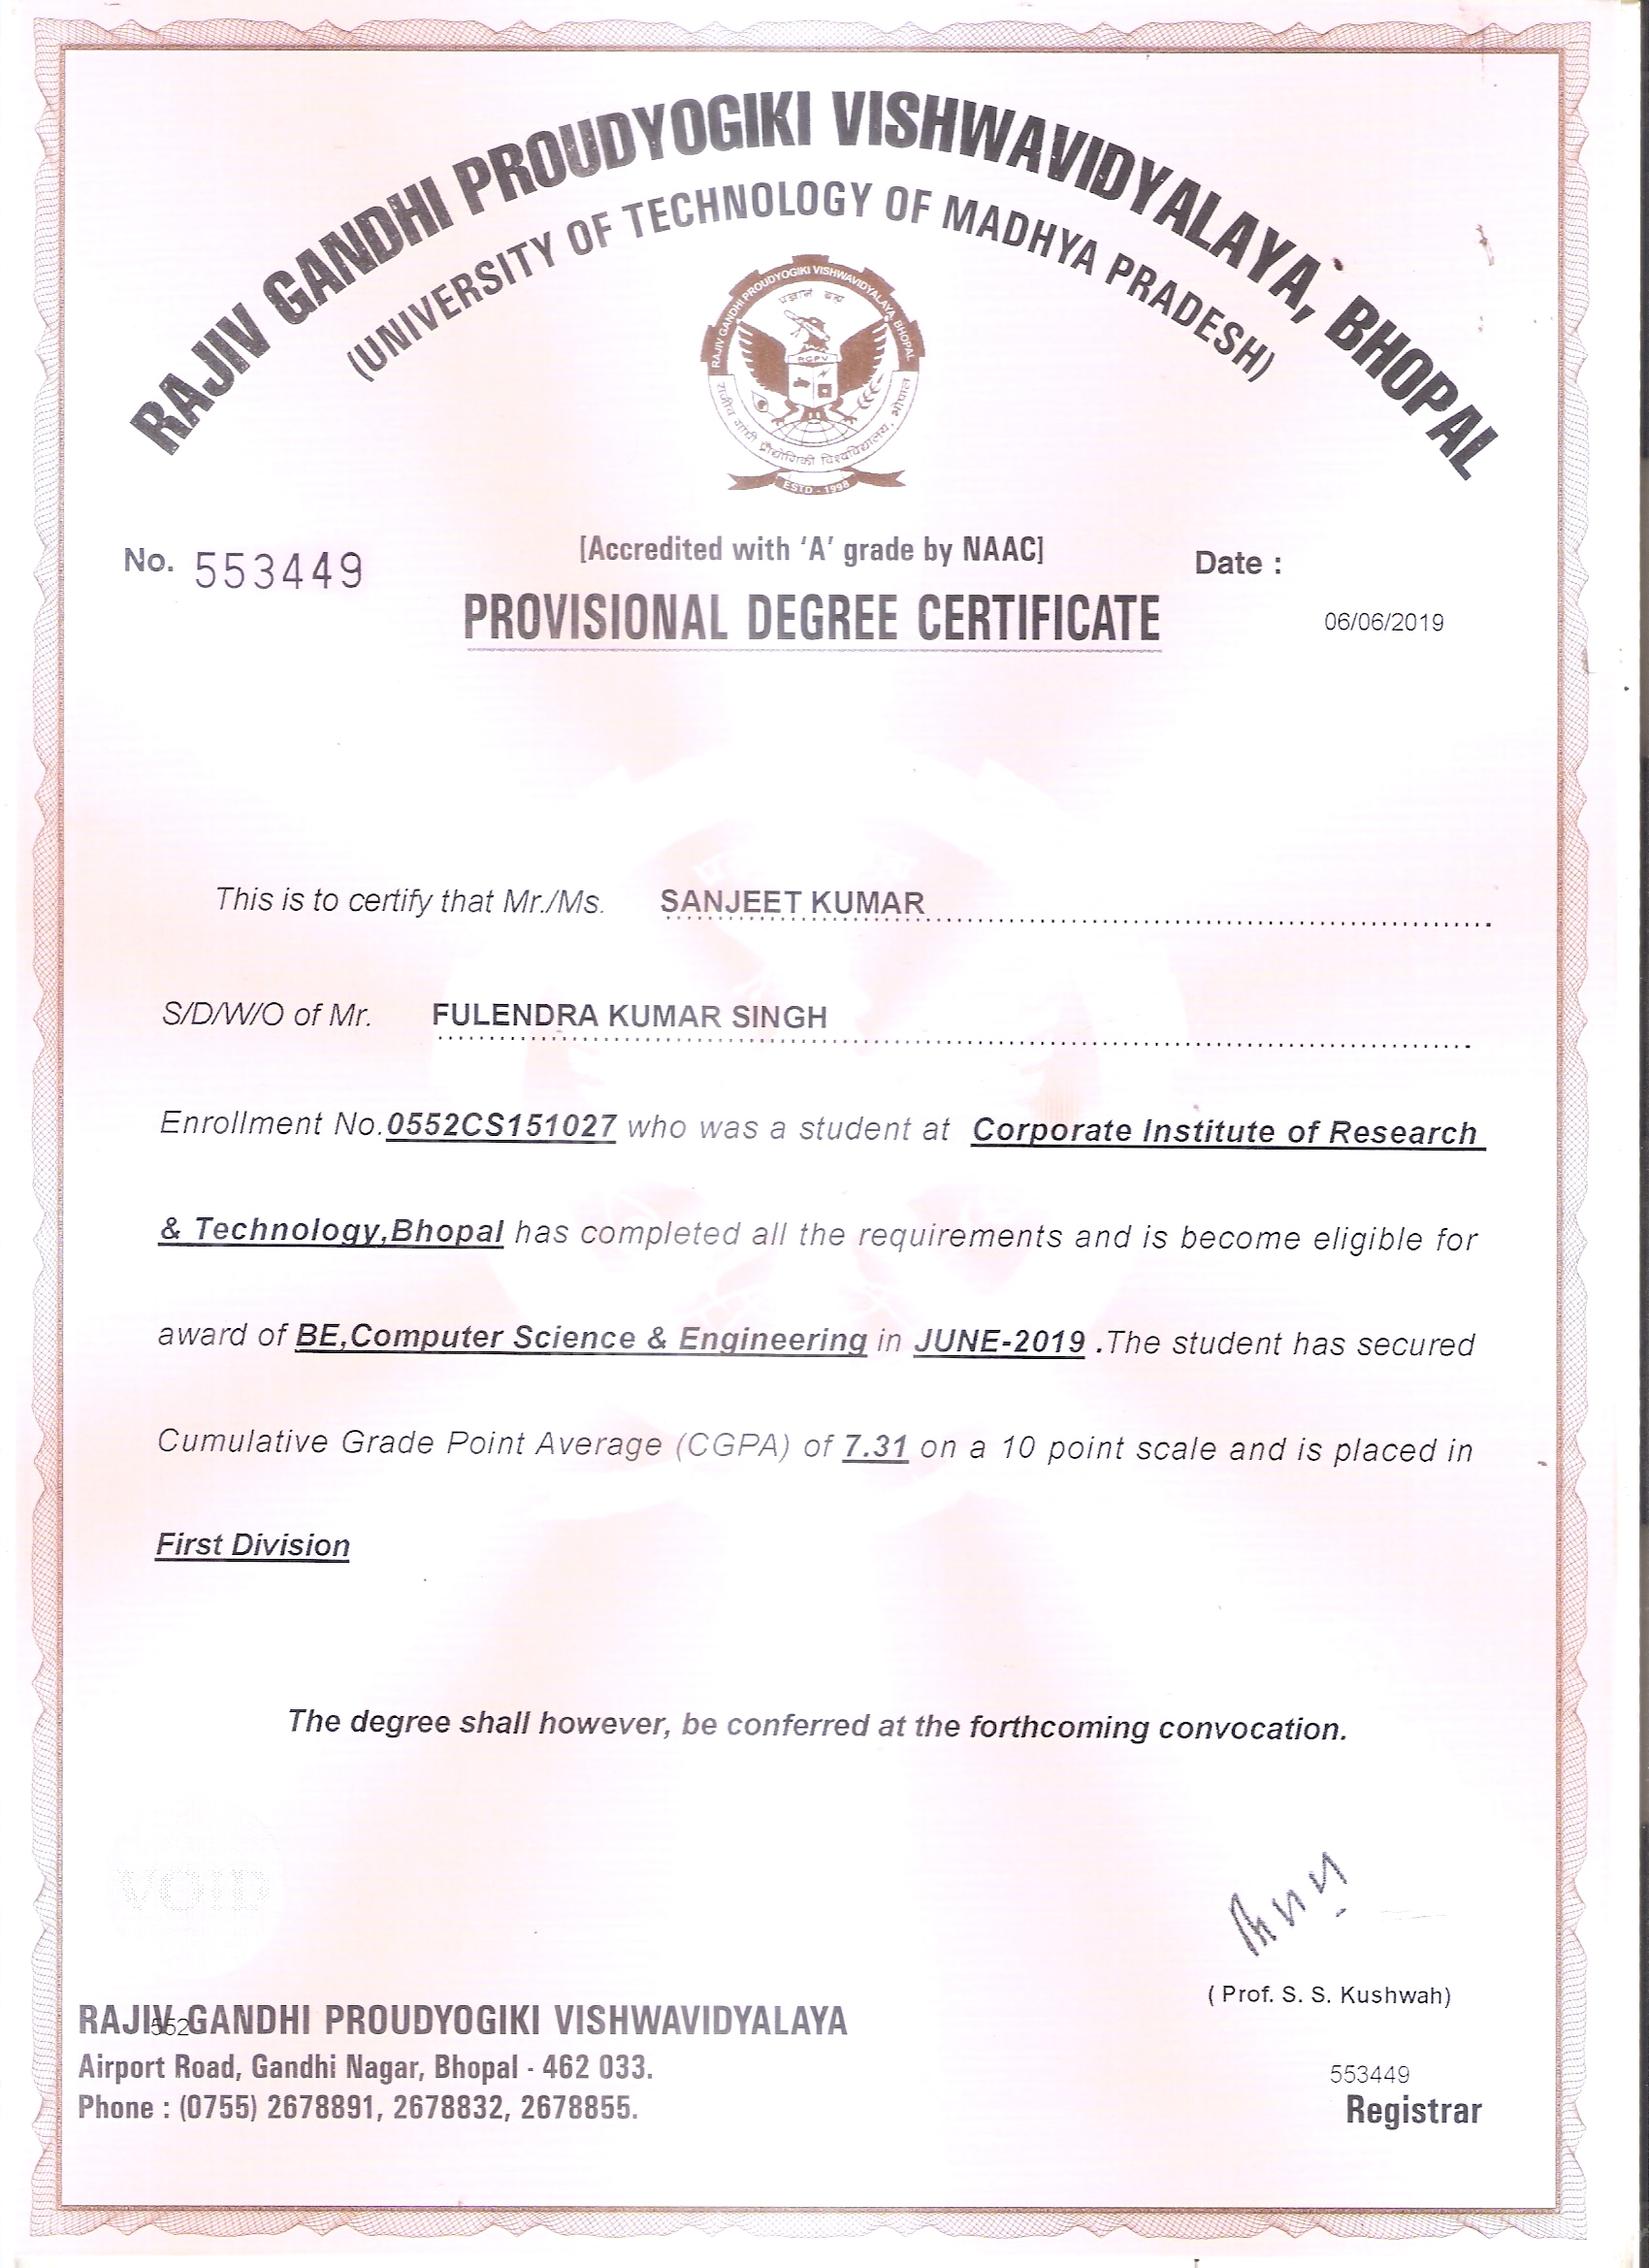 RAJIV GANDHI PROUDYOGIKI VISHWAVIDYALAYA, BHOPAL
(UNIVERSITY OF TECHNOLOGY OF MADHYA PRADESH)
RAJIV GANDHI PROUDYOGIKI VISHWAVIDYALAYA, BHOPAL
प्रज्ञानं ब्रह्म
RGPV
राजीव गांधी प्रौद्योगिकी विश्वविद्यालय, भोपाल
ESTD - 1998
No. 553449
[Accredited with ‘A’ grade by NAAC]
Date :
PROVISIONAL DEGREE CERTIFICATE
06/06/2019
This is to certify that Mr./Ms. SANJEET KUMAR
S/D/W/O of Mr. FULENDRA KUMAR SINGH
Enrollment No.0552CS151027 who was a student at Corporate Institute of Research
& Technology,Bhopal has completed all the requirements and is become eligible for
award of BE,Computer Science & Engineering in JUNE-2019 .The student has secured
Cumulative Grade Point Average (CGPA) of 7.31 on a 10 point scale and is placed in
First Division
The degree shall however, be conferred at the forthcoming convocation.
VOID
( Prof. S. S. Kushwah)
RAJIV GANDHI PROUDYOGIKI VISHWAVIDYALAYA
552
Airport Road, Gandhi Nagar, Bhopal - 462 033.
Phone : (0755) 2678891, 2678832, 2678855.
553449
Registrar